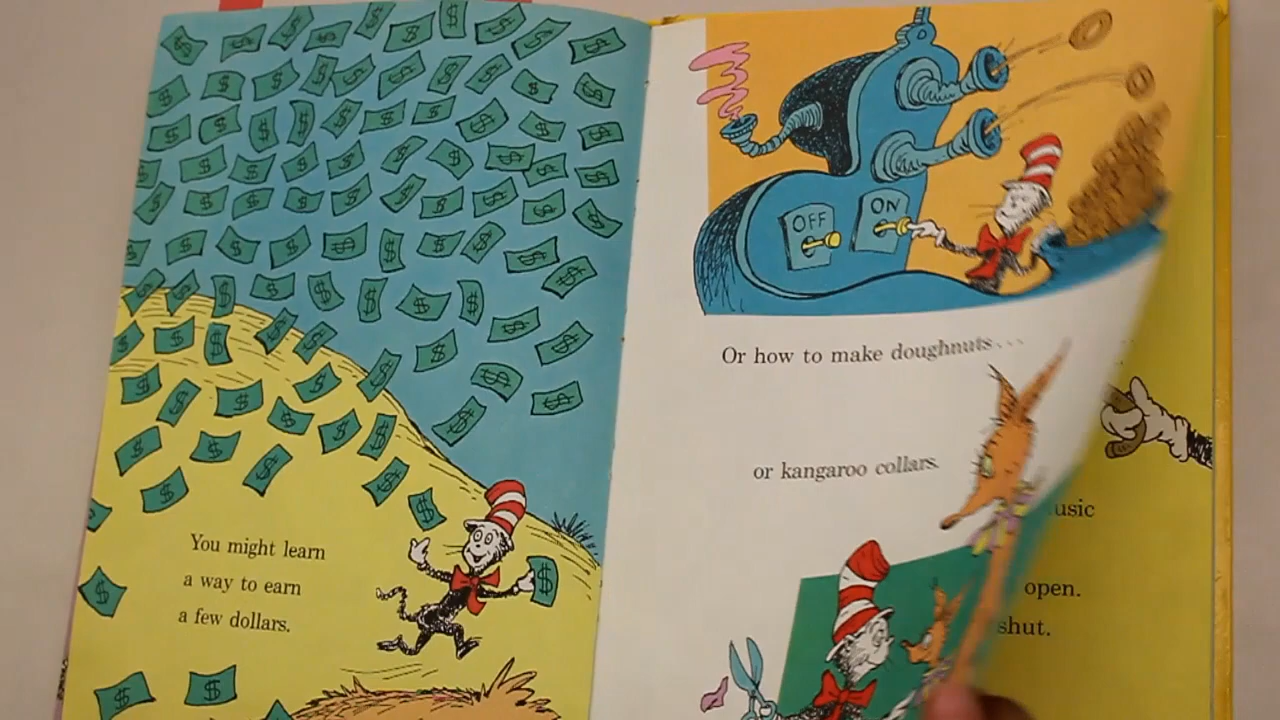 You might learn
a way to earn
a few dollars.
OFF
ON
Or how to make doughnuts...
or kangaroo collars.
open.
shut.